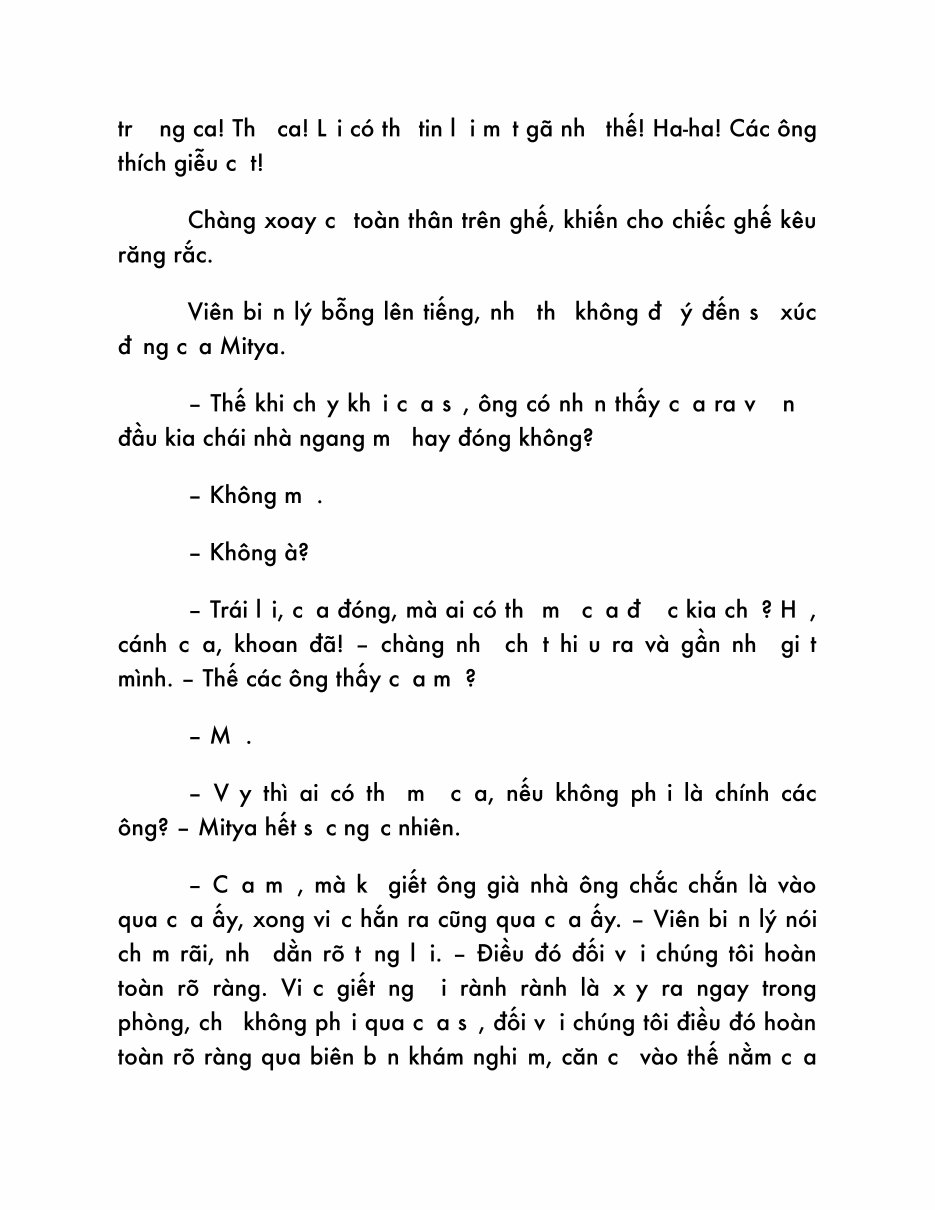 tr ng ca! Th ca! L i có th tin l i m t gã nh thế! Ha-ha! Các ông
thích giễu c t!
Chàng xoay c toàn thân trên ghế, khiến cho chiếc ghế kêu
răng rắc.
Viên bi n lý bỗng lên tiếng, nh th không đ ý đến s xúc
đ ng c a Mitya.
– Thế khi ch y kh i c a s , ông có nh n thấy c a ra v n
đầu kia chái nhà ngang m hay đóng không?
– Không m .
– Không à?
– Trái l i, c a đóng, mà ai có th m c a đ c kia ch ? H ,
cánh c a, khoan đã! – chàng nh ch t hi u ra và gần nh gi t
mình. – Thế các ông thấy c a m ?
– M .
– V y thì ai có th m c a, nếu không ph i là chính các
ông? – Mitya hết s c ng c nhiên.
– C a m , mà k giết ông già nhà ông chắc chắn là vào
qua c a ấy, xong vi c hắn ra cũng qua c a ấy. – Viên bi n lý nói
ch m rãi, nh dằn rõ t ng l i. – Điều đó đối v i chúng tôi hoàn
toàn rõ ràng. Vi c giết ng i rành rành là x y ra ngay trong
phòng, ch không ph i qua c a s , đối v i chúng tôi điều đó hoàn
toàn rõ ràng qua biên b n khám nghi m, căn c vào thế nằm c a